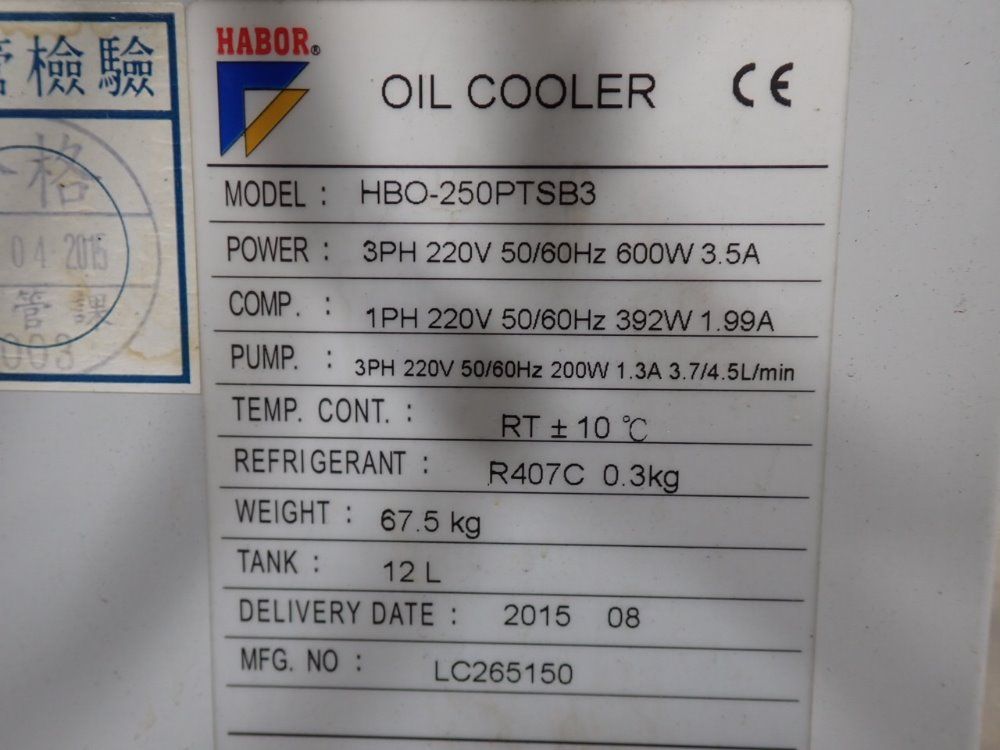 管檢驗
格
04 2015
管課
003
HABOR®
OIL COOLER CE
MODEL : HBO-250PTSB3
POWER : 3PH 220V 50/60Hz 600W 3.5A
COMP. : 1PH 220V 50/60Hz 392W 1.99A
PUMP. : 3PH 220V 50/60Hz 200W 1.3A 3.7/4.5L/min
TEMP. CONT. : RT ± 10 ℃
REFRIGERANT : R407C 0.3kg
WEIGHT : 67.5 kg
TANK : 12 L
DELIVERY DATE : 2015 08
MFG. NO : LC265150